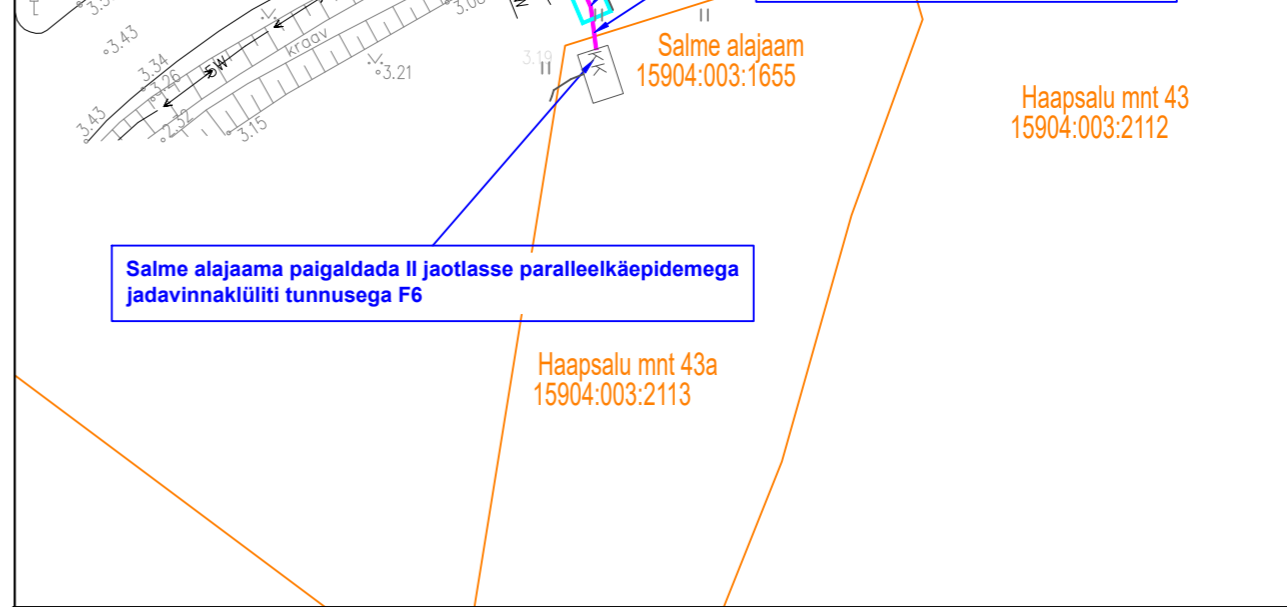 3.43
3.34
3.26
3.43
2.32
3.15
kraav
3.21
3.19
II
II
KK
Salme alajaam
15904:003:1655
Haapsalu mnt 43
15904:003:2112
Salme alajaama paigaldada II jaotlasse paralleelkäepidemega
jadavinnaklüliti tunnusega F6
Haapsalu mnt 43a
15904:003:2113